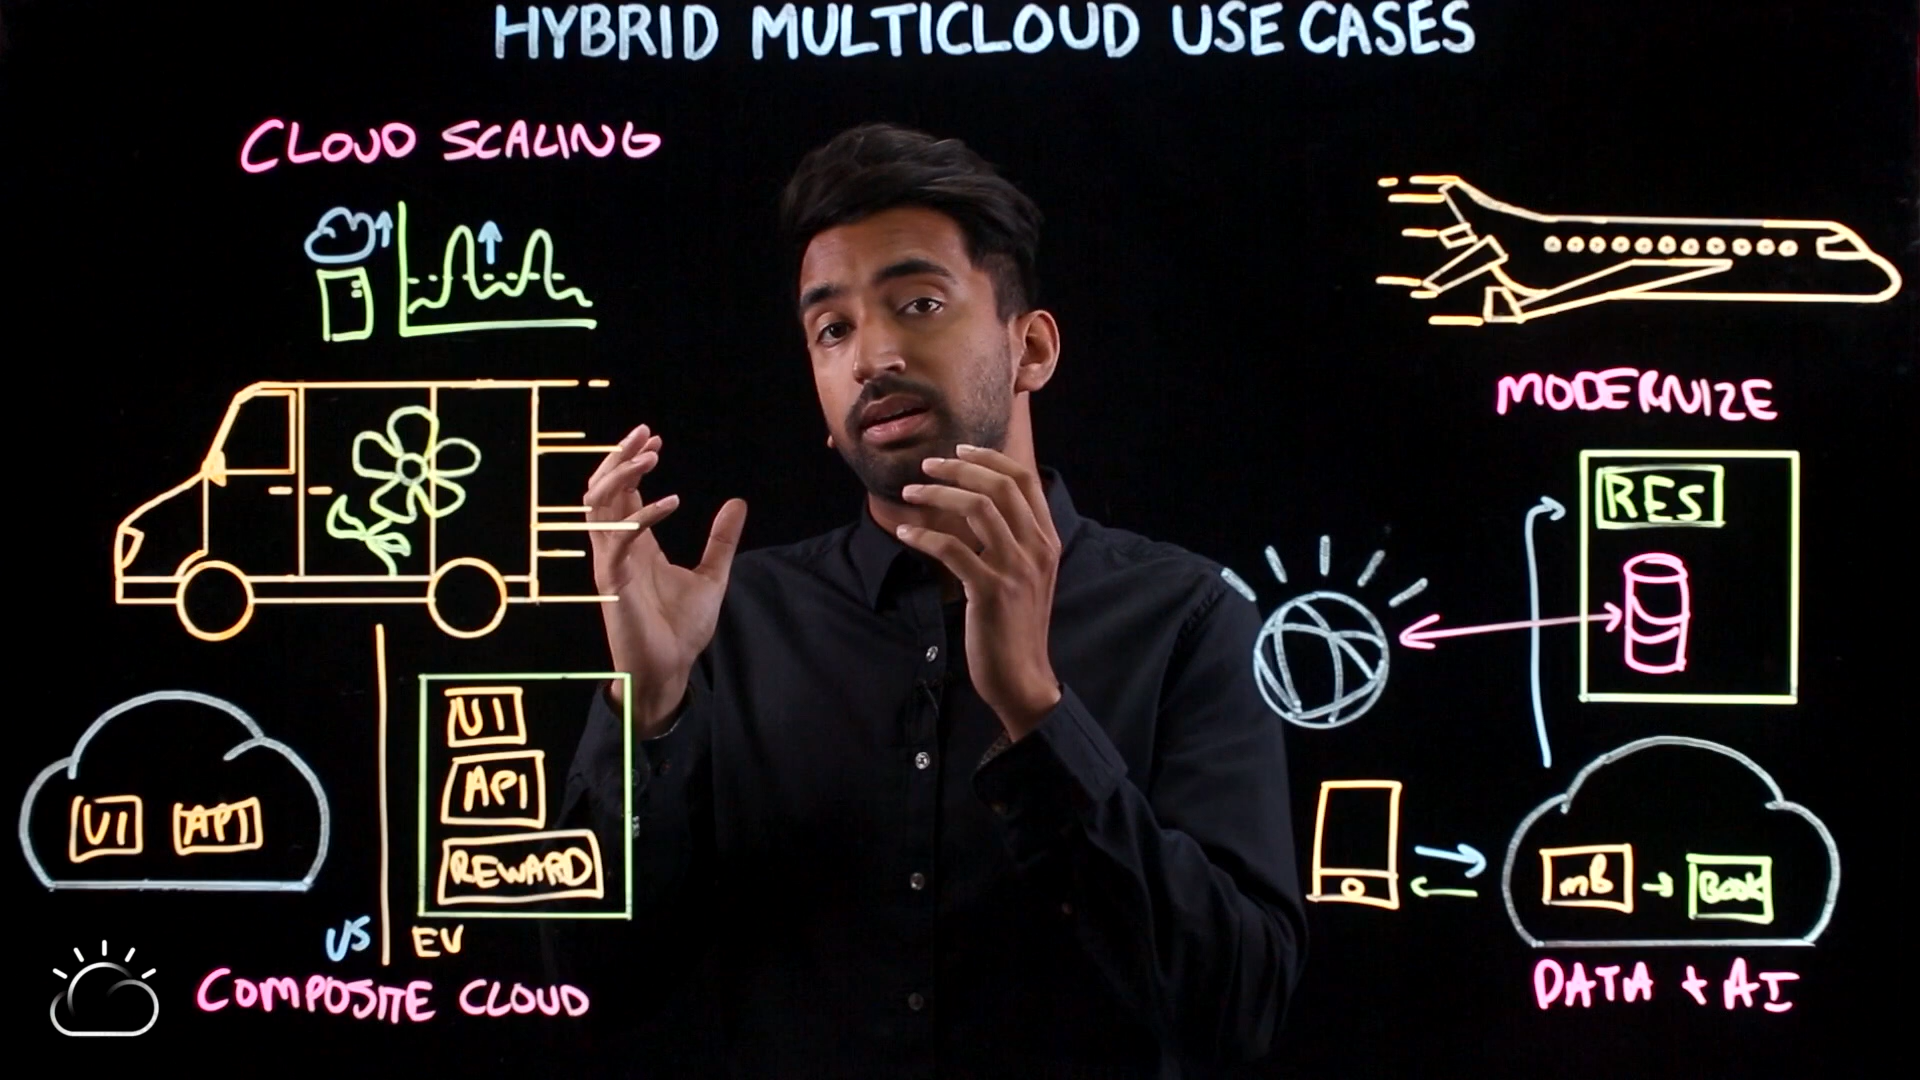 HYBRID MULTICLOUD USE CASES
CLOUD SCALING
MODERNIZE
RES
UI
API
REWARD
UI API
mB → BOOK
US
EU
COMPOSITE CLOUD
DATA + AI